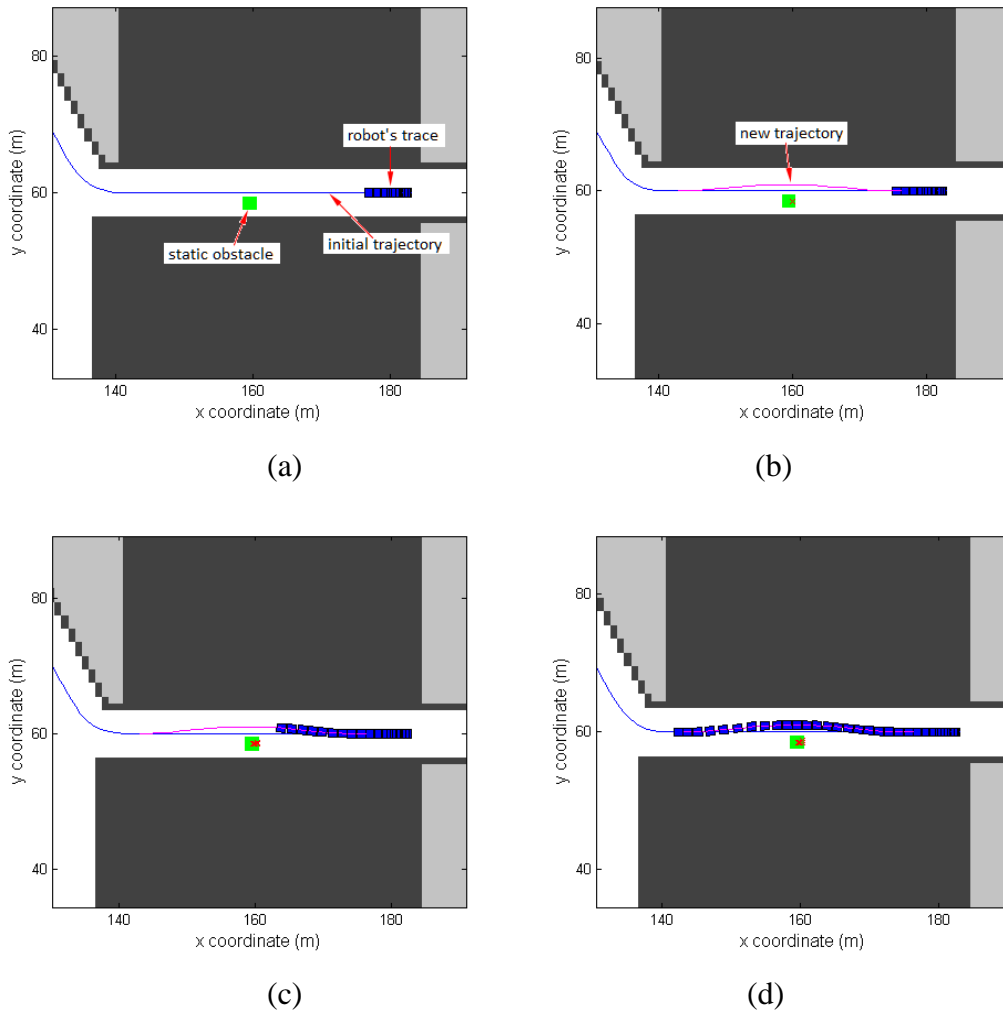 80
60
40
y coordinate (m)
robot's trace
static obstacle
initial trajectory
140 160 180
x coordinate (m)
(a)
80
60
40
y coordinate (m)
new trajectory
140 160 180
x coordinate (m)
(b)
80
60
40
y coordinate (m)
140 160 180
x coordinate (m)
(c)
80
60
40
y coordinate (m)
140 160 180
x coordinate (m)
(d)